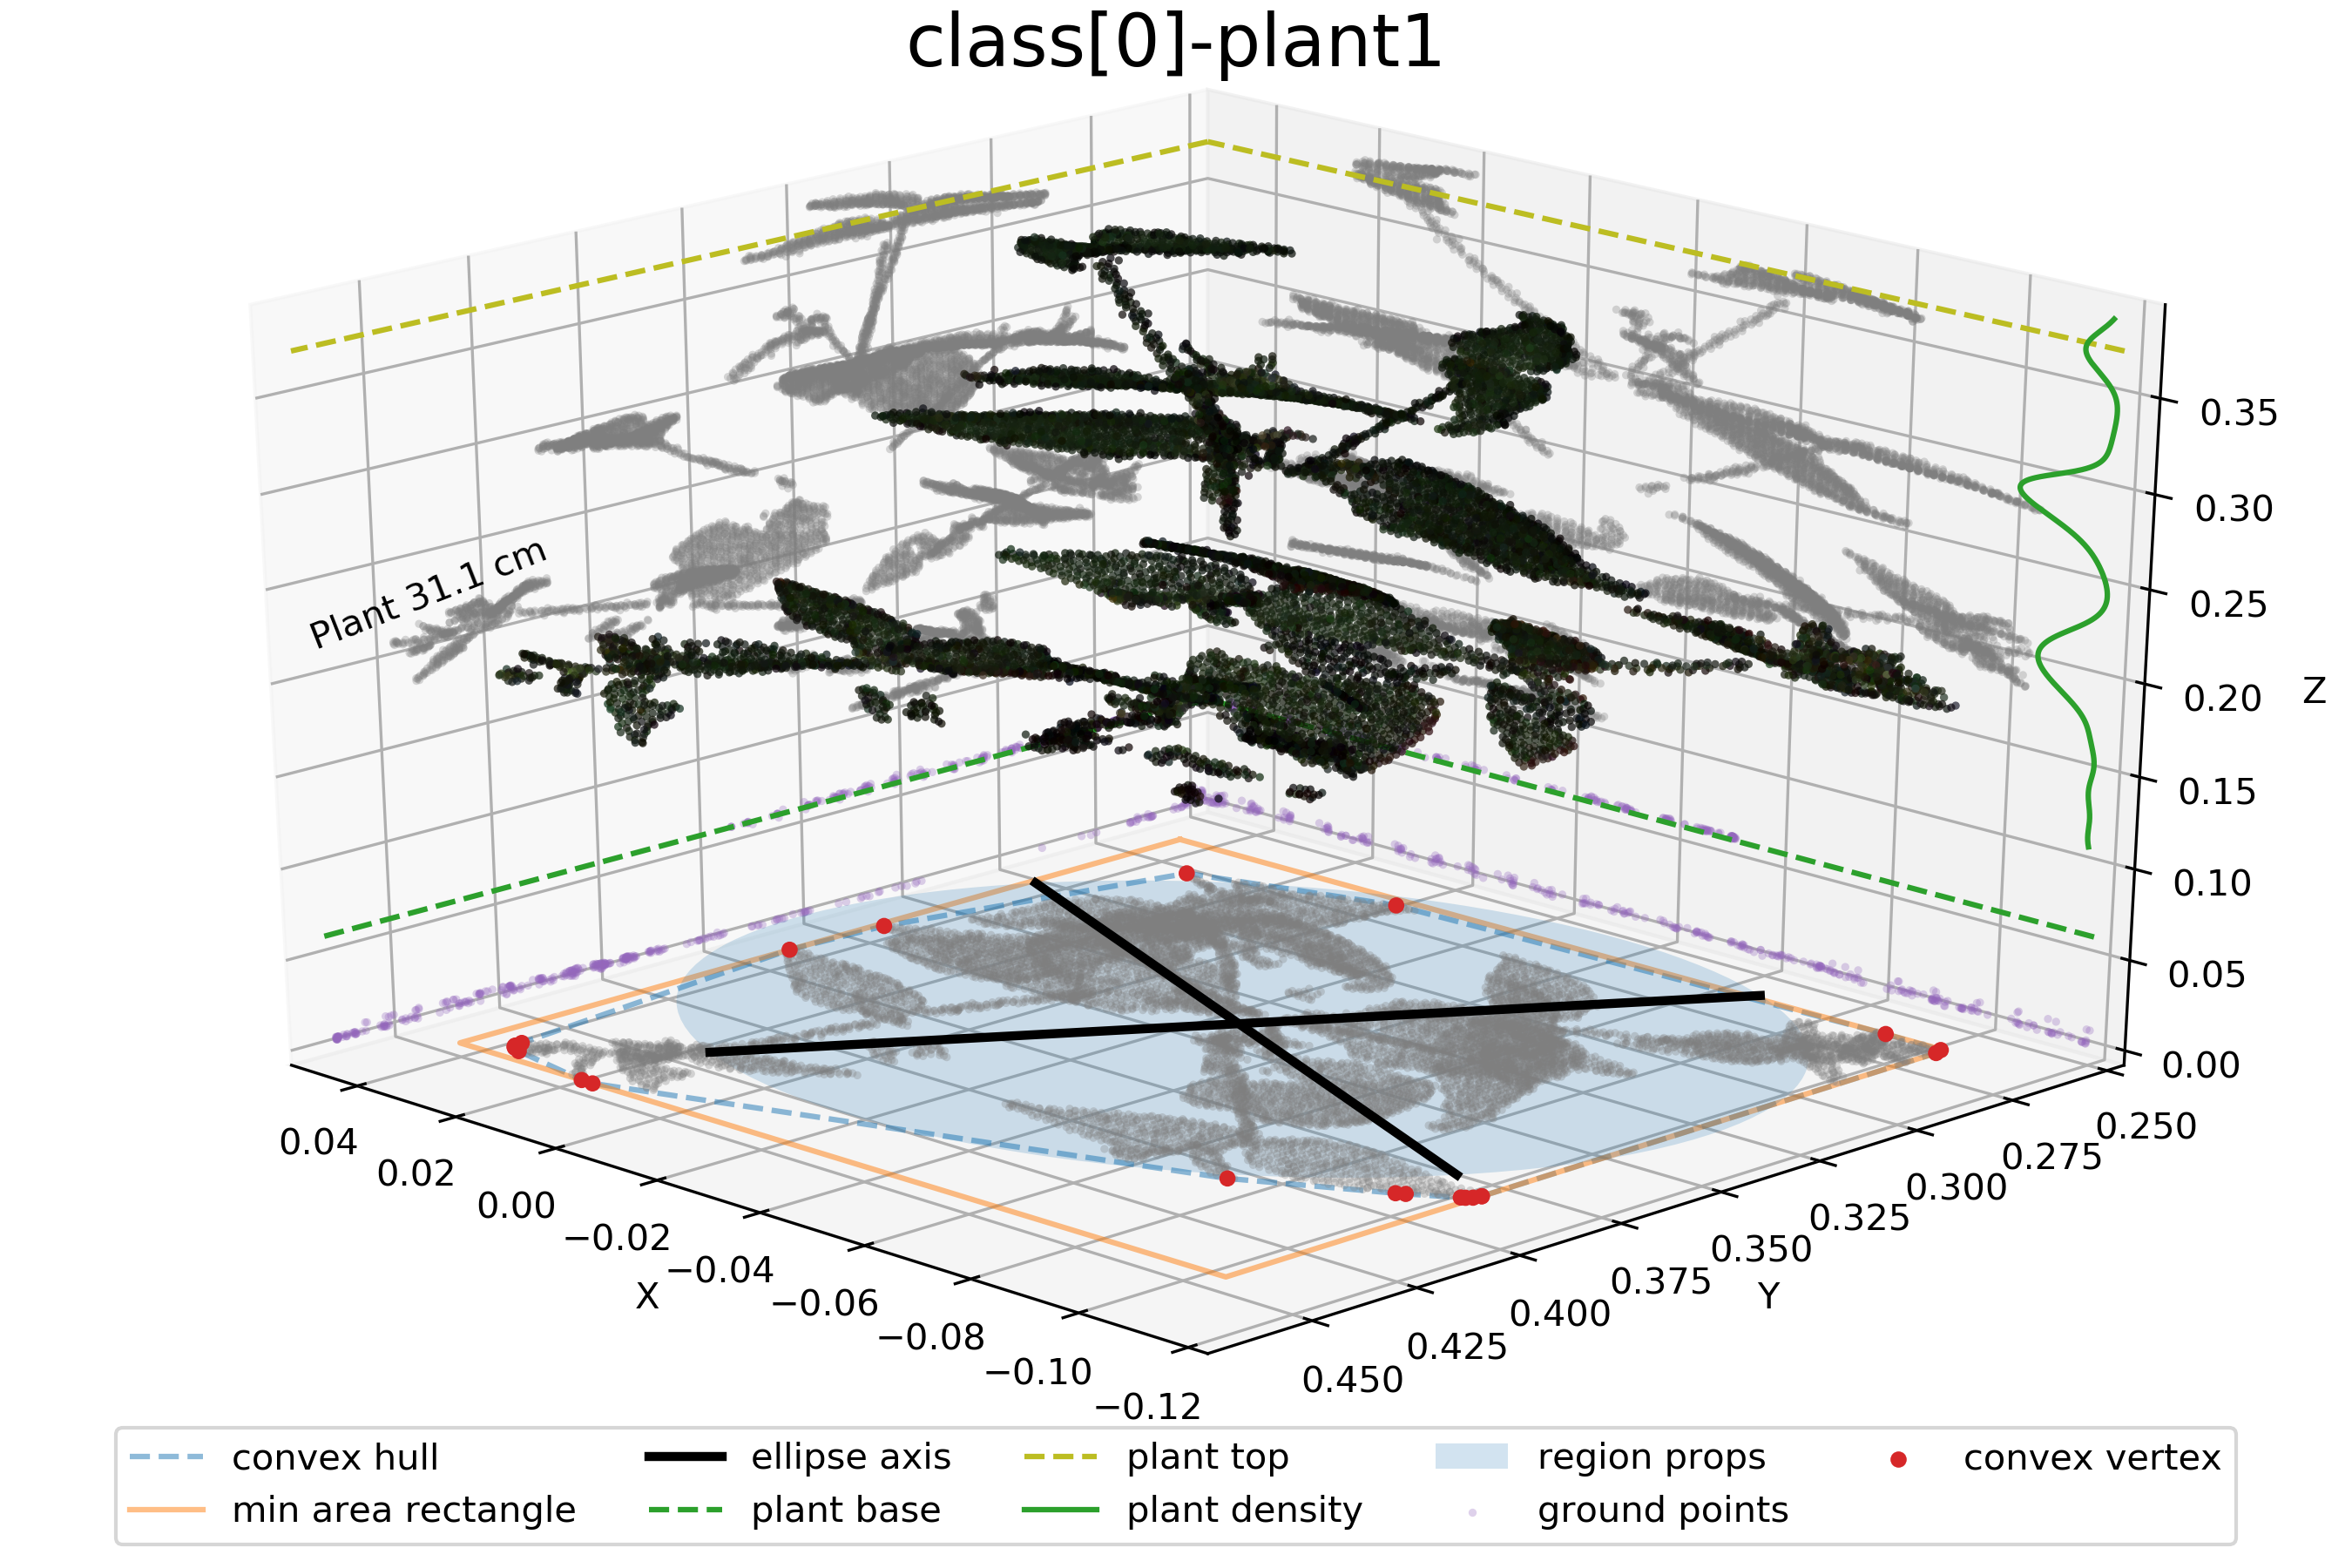 class[0]-plant1
Plant 31.1 cm
0.35
0.30
0.25
0.20
Z
0.15
0.10
0.05
0.00
0.04
0.02
0.00
−0.02
−0.04
−0.06
−0.08
−0.10
−0.12
X
0.250
0.275
0.300
0.325
0.350
0.375
0.400
0.425
0.450
Y
convex hull
min area rectangle
ellipse axis
plant base
plant top
plant density
region props
ground points
convex vertex